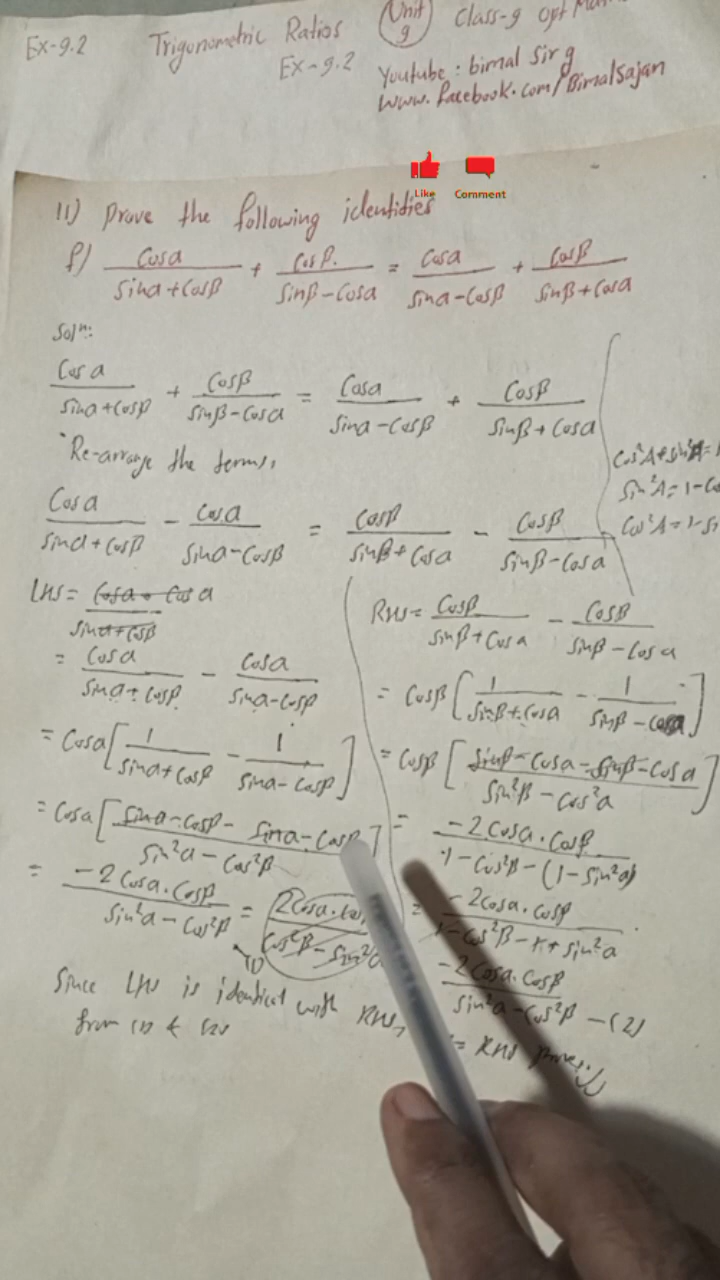 Ex-9.2 Trigonometric Ratios Unit 9 Class-9 Opt
Ex-9.2 Youtube: bimal Sir g
www.facebook.com/BimalSajan
Like Comment
11) Prove the following identities
f) Cosα/(Sinα+Cosβ) + Cosβ/(Sinβ-Cosα) = Cosα/(Sinα-Cosβ) + Cosβ/(Sinβ+Cosα)
Solⁿ:
Cosα/(Sinα+Cosβ) + Cosβ/(Sinβ-Cosα) = Cosα/(Sinα-Cosβ) + Cosβ/(Sinβ+Cosα)
Re-arrange the terms,
Cosα/(Sinα+Cosβ) - Cosα/(Sinα-Cosβ) = Cosβ/(Sinβ+Cosα) - Cosβ/(Sinβ-Cosα)
LHS =
= Cosα/(Sinα+Cosβ) - Cosα/(Sinα-Cosβ)
= Cosα[1/(Sinα+Cosβ) - 1/(Sinα-Cosβ)]
= Cosα[(Sinα-Cosβ-Sinα-Cosβ)/(Sin²α-Cos²β)]
= -2Cosα.Cosβ/(Sin²α-Cos²β) =
(1)
RHS = Cosβ/(Sinβ+Cosα) - Cosβ/(Sinβ-Cosα)
= Cosβ[1/(Sinβ+Cosα) - 1/(Sinβ-Cosα)]
= Cosβ[(Sinβ-Cosα-Sinβ-Cosα)/(Sin²β-Cos²α)]
= -2Cosα.Cosβ/(1-Cos²β-(1-Sin²α))
= -2Cosα.Cosβ/(1-Cos²β-1+Sin²α)
-2Cosα.Cosβ/(Sin²α-Cos²β) - (2)
Cos²A+Sin²A=1
Sin²A=1-Co
Cos²A=1-Si
Since LHS is identical with RHS,
from (1) & (2)
= RHS